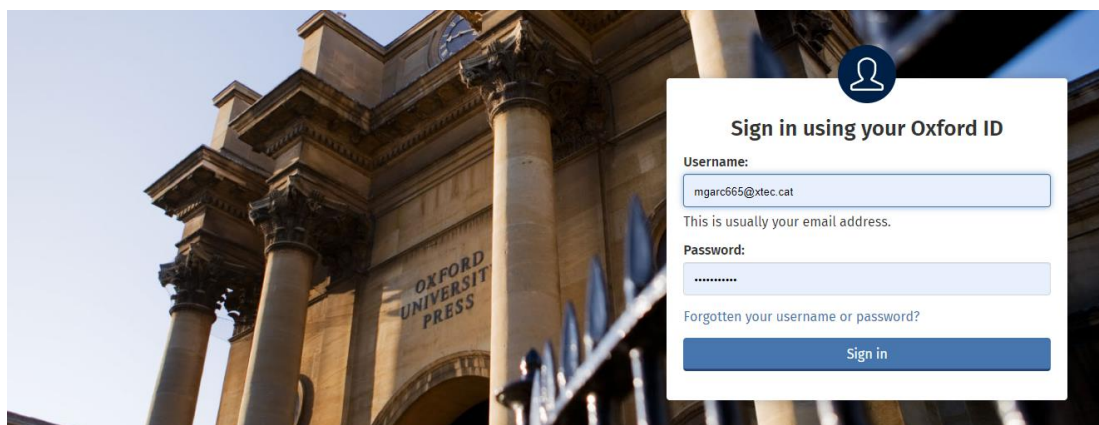 OXFORD
UNIVERSIT
PRESS
Sign in using your Oxford ID
Username:
mgarc665@xtec.cat
This is usually your email address.
Password:
•••••••••••
Forgotten your username or password?
Sign in